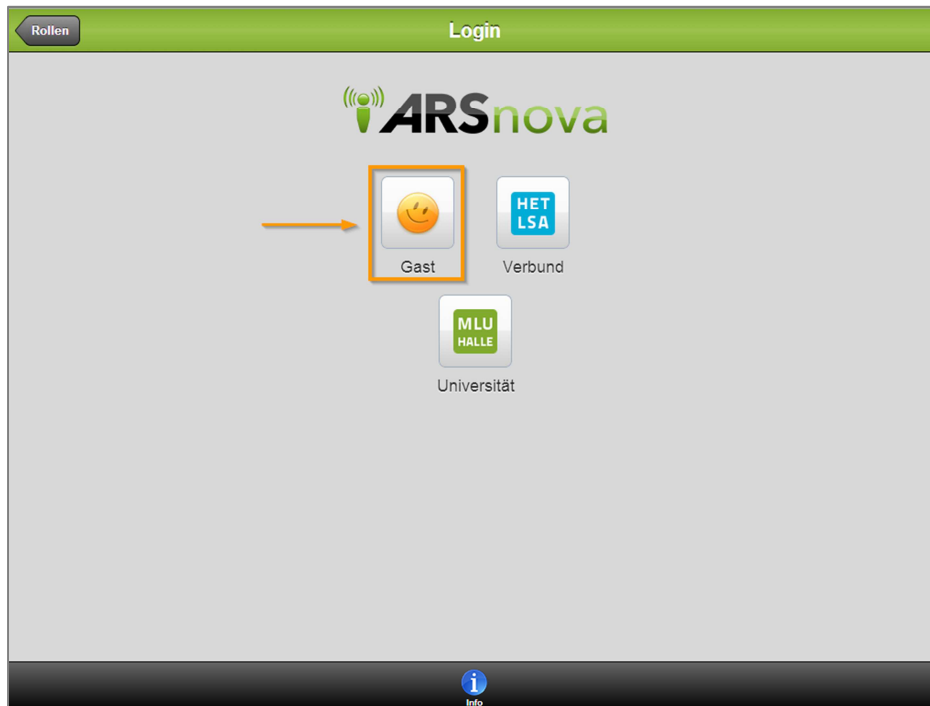 Rollen
Login
ARSnova
HET
LSA
Gast
Verbund
MLU
HALLE
Universität
Info